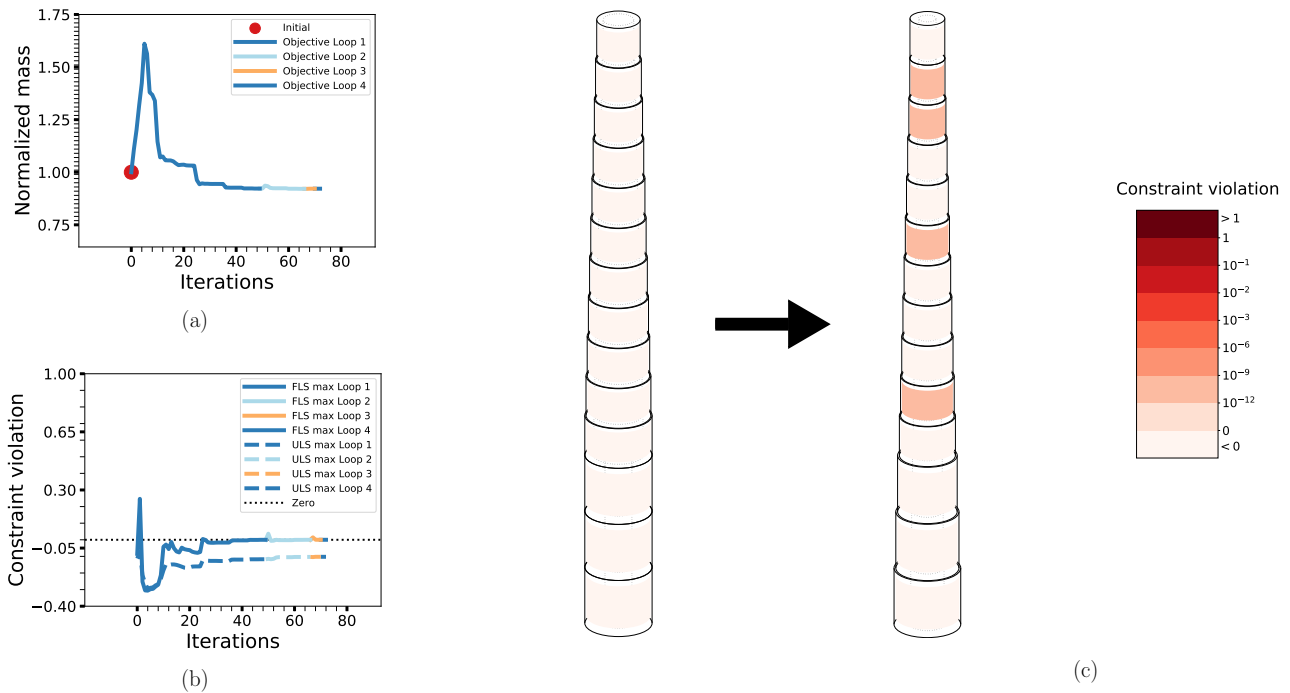 1.75
1.50
1.25
1.00
0.75
Normalized mass
Initial
Objective Loop 1
Objective Loop 2
Objective Loop 3
Objective Loop 4
0 20 40 60 80
Iterations
(a)
1.00
0.65
0.30
−0.05
−0.40
Constraint violation
FLS max Loop 1
FLS max Loop 2
FLS max Loop 3
FLS max Loop 4
ULS max Loop 1
ULS max Loop 2
ULS max Loop 3
ULS max Loop 4
Zero
0 20 40 60 80
Iterations
(b)
Constraint violation
> 1
1
10⁻¹
10⁻²
10⁻³
10⁻⁶
10⁻⁹
10⁻¹²
0
< 0
(c)